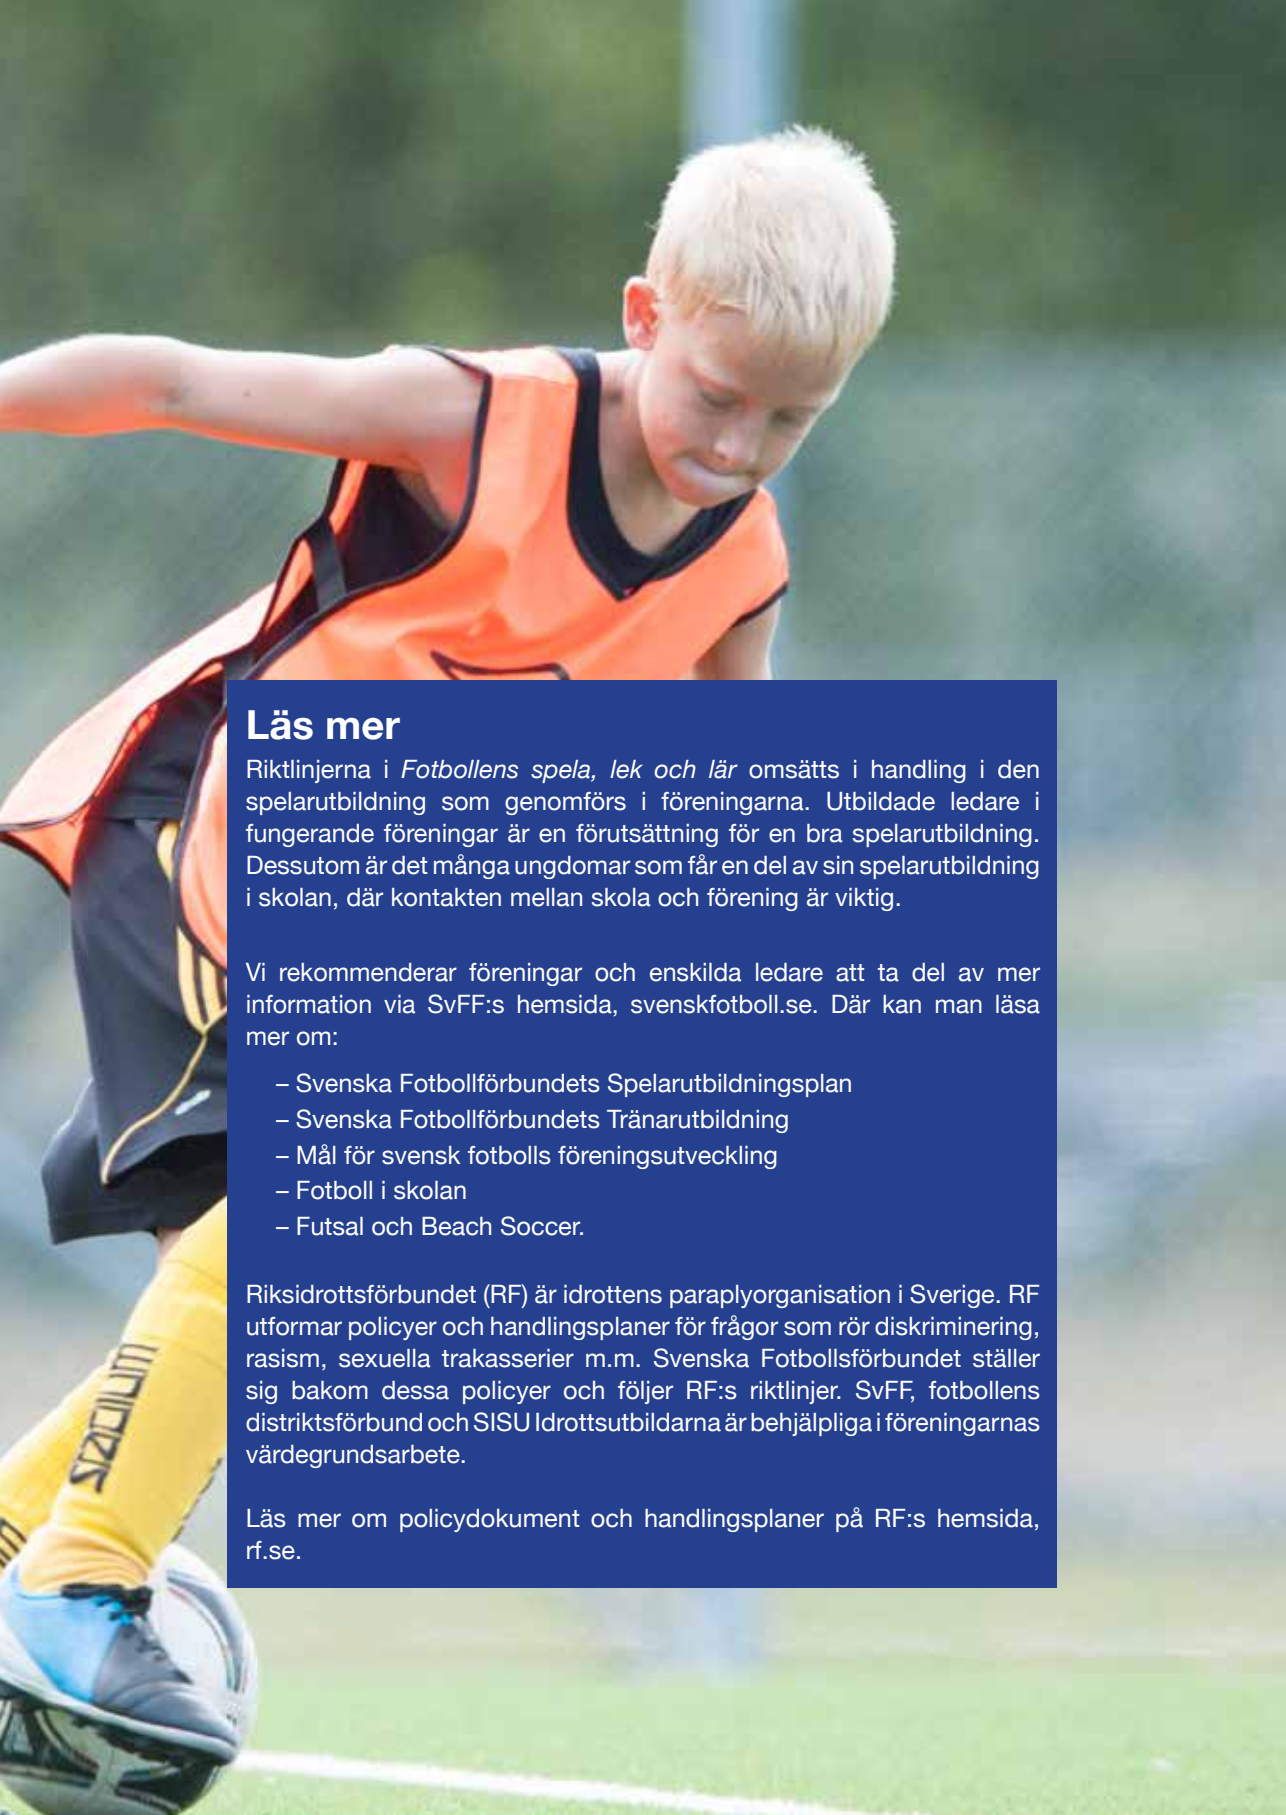 Läs mer
Riktlinjerna i Fotbollens spela, lek och lär omsätts i handling i den
spelarutbildning som genomförs i föreningarna. Utbildade ledare i
fungerande föreningar är en förutsättning för en bra spelarutbildning.
Dessutom är det många ungdomar som får en del av sin spelarutbildning
i skolan, där kontakten mellan skola och förening är viktig.
Vi rekommenderar föreningar och enskilda ledare att ta del av mer
information via SvFF:s hemsida, svenskfotboll.se. Där kan man läsa
mer om:
– Svenska Fotbollförbundets Spelarutbildningsplan
– Svenska Fotbollförbundets Tränarutbildning
– Mål för svensk fotbolls föreningsutveckling
– Fotboll i skolan
– Futsal och Beach Soccer.
Riksidrottsförbundet (RF) är idrottens paraplyorganisation i Sverige. RF
utformar policyer och handlingsplaner för frågor som rör diskriminering,
rasism, sexuella trakasserier m.m. Svenska Fotbollsförbundet ställer
sig bakom dessa policyer och följer RF:s riktlinjer. SvFF, fotbollens
distriktsförbund och SISU Idrottsutbildarna är behjälpliga i föreningarnas
värdegrundsarbete.
Läs mer om policydokument och handlingsplaner på RF:s hemsida,
rf.se.
STADIUM